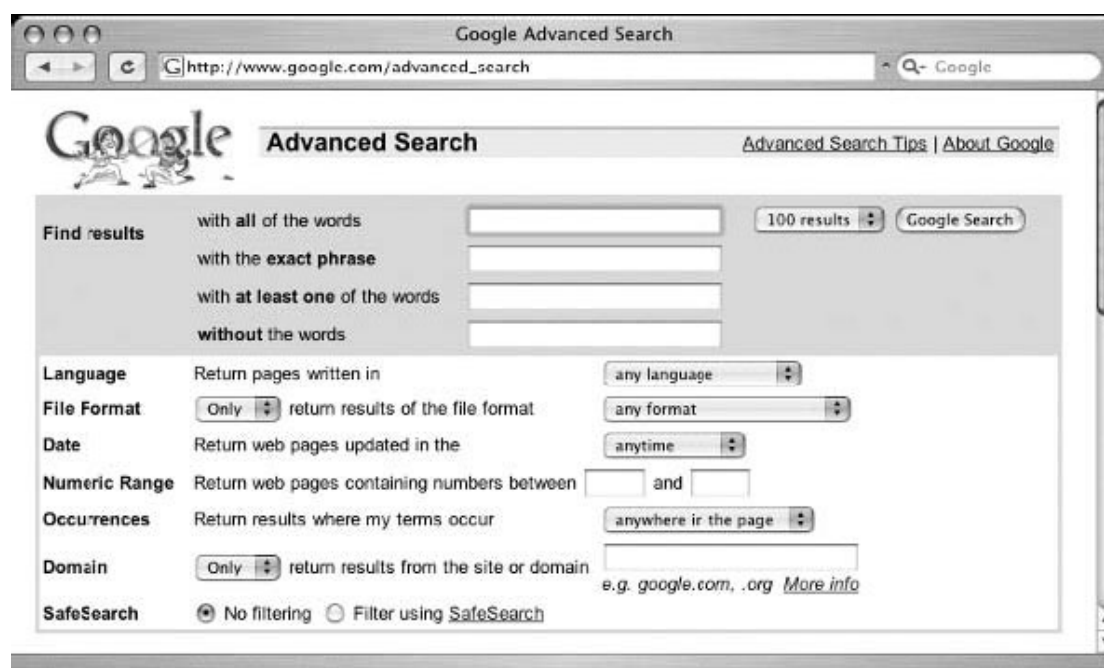 Google Advanced Search
G http://www.google.com/advanced_search Q- Google
Google Advanced Search Advanced Search Tips | About Google
Find results with all of the words 100 results Google Search
with the exact phrase
with at least one of the words
without the words
Language Return pages written in any language
File Format Only return results of the file format any format
Date Return web pages updated in the anytime
Numeric Range Return web pages containing numbers between and
Occurrences Return results where my terms occur anywhere in the page
Domain Only return results from the site or domain
e.g. google.com, .org More info
SafeSearch No filtering Filter using SafeSearch